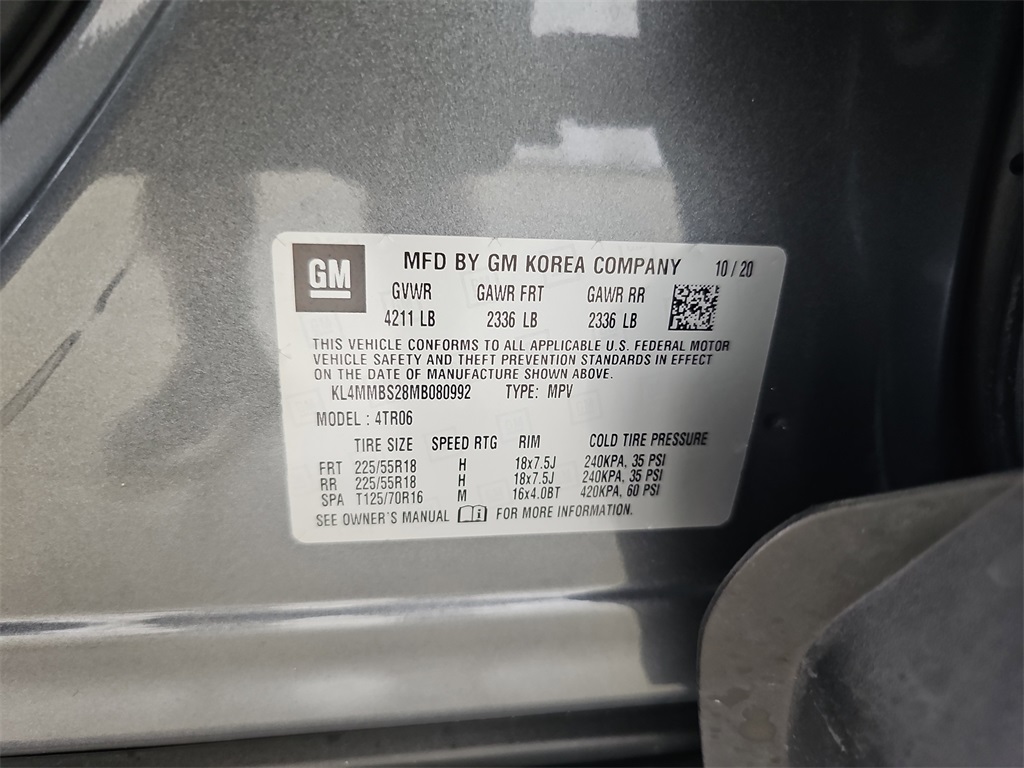 GM MFD BY GM KOREA COMPANY 10/20
GVWR GAWR FRT GAWR RR
4211 LB 2336 LB 2336 LB
THIS VEHICLE CONFORMS TO ALL APPLICABLE U.S. FEDERAL MOTOR
VEHICLE SAFETY AND THEFT PREVENTION STANDARDS IN EFFECT
ON THE DATE OF MANUFACTURE SHOWN ABOVE.
KL4MMBS28MB080992 TYPE: MPV
MODEL : 4TR06
TIRE SIZE SPEED RTG RIM COLD TIRE PRESSURE
FRT 225/55R18 H 18x7.5J 240KPA, 35 PSI
RR 225/55R18 H 18x7.5J 240KPA, 35 PSI
SPA T125/70R16 M 16x4.0BT 420KPA, 60 PSI
SEE OWNER'S MANUAL FOR MORE INFORMATION.